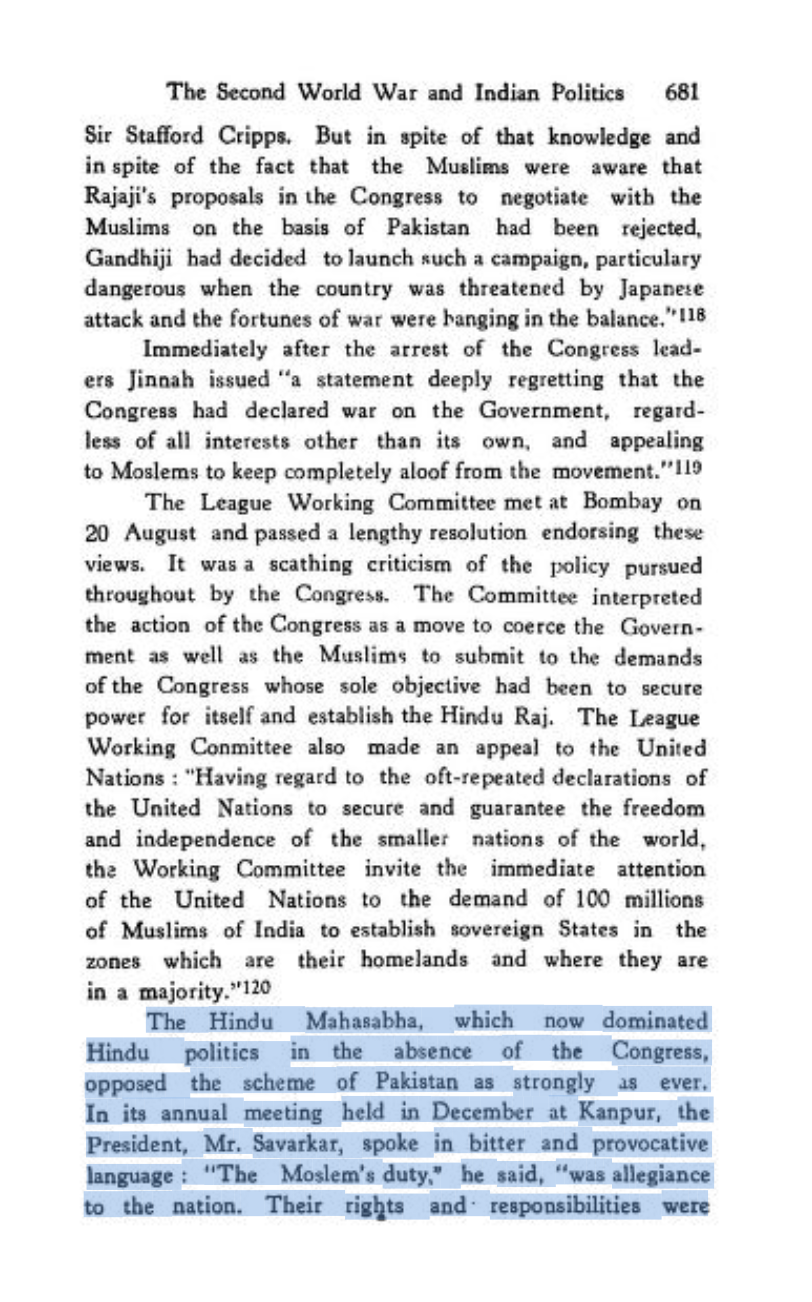 The Second World War and Indian Politics 681
Sir Stafford Cripps. But in spite of that knowledge and
in spite of the fact that the Muslims were aware that
Rajaji's proposals in the Congress to negotiate with the
Muslims on the basis of Pakistan had been rejected,
Gandhiji had decided to launch such a campaign, particulary
dangerous when the country was threatened by Japanese
attack and the fortunes of war were hanging in the balance."118
Immediately after the arrest of the Congress lead-
ers Jinnah issued "a statement deeply regretting that the
Congress had declared war on the Government, regard-
less of all interests other than its own, and appealing
to Moslems to keep completely aloof from the movement."119
The League Working Committee met at Bombay on
20 August and passed a lengthy resolution endorsing these
views. It was a scathing criticism of the policy pursued
throughout by the Congress. The Committee interpreted
the action of the Congress as a move to coerce the Govern-
ment as well as the Muslims to submit to the demands
of the Congress whose sole objective had been to secure
power for itself and establish the Hindu Raj. The League
Working Conmittee also made an appeal to the United
Nations : "Having regard to the oft-repeated declarations of
the United Nations to secure and guarantee the freedom
and independence of the smaller nations of the world,
the Working Committee invite the immediate attention
of the United Nations to the demand of 100 millions
of Muslims of India to establish sovereign States in the
zones which are their homelands and where they are
in a majority."120
The Hindu Mahasabha, which now dominated
Hindu politics in the absence of the Congress,
opposed the scheme of Pakistan as strongly as ever.
In its annual meeting held in December at Kanpur, the
President, Mr. Savarkar, spoke in bitter and provocative
language : "The Moslem's duty," he said, "was allegiance
to the nation. Their rights and responsibilities were